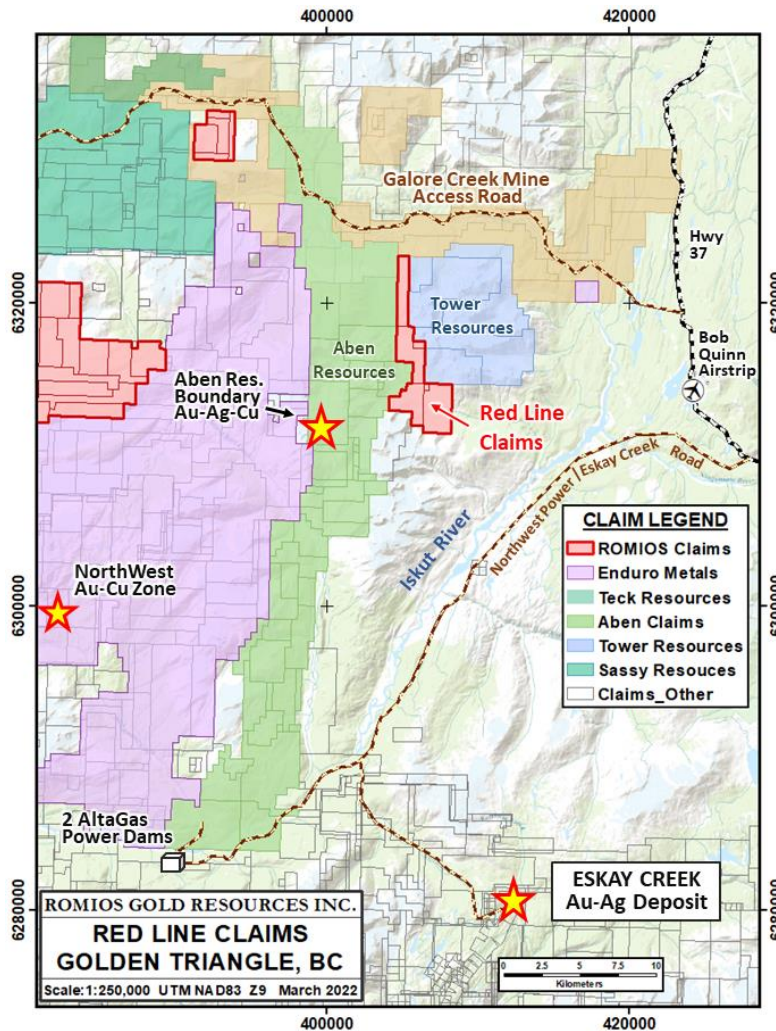 400000
420000
Galore Creek Mine
Access Road
Hwy
37
6320000
6320000
Tower
Resources
Aben
Resources
Bob
Quinn
Airstrip
Aben Res.
Boundary
Au-Ag-Cu
Red Line
Claims
Northwest Power / Eskay Creek Road
Iskut River
CLAIM LEGEND
ROMIOS Claims
Enduro Metals
Teck Resources
Aben Claims
Tower Resources
Sassy Resouces
Claims_Other
NorthWest
Au-Cu Zone
6300000
6300000
2 AltaGas
Power Dams
ESKAY CREEK
Au-Ag Deposit
6280000
6280000
ROMIOS GOLD RESOURCES INC.
RED LINE CLAIMS
GOLDEN TRIANGLE, BC
Scale:1:250,000 UTM NAD83 Z9 March 2022
0 2.5 5 7.5 10
Kilometers
400000
420000